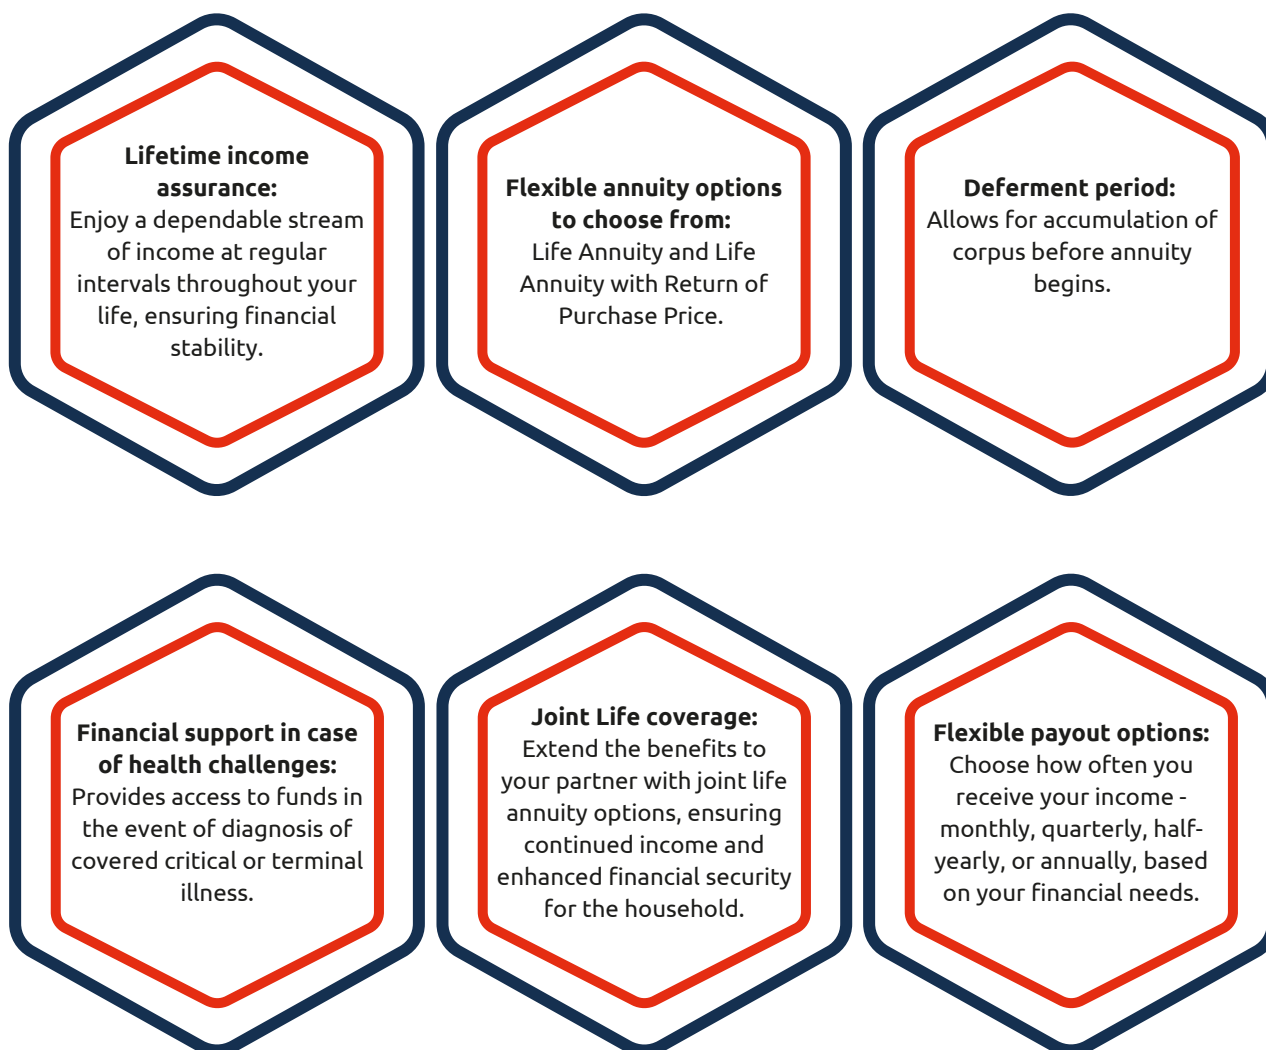 Lifetime income
assurance:
Enjoy a dependable stream
of income at regular
intervals throughout your
life, ensuring financial
stability.
Flexible annuity options
to choose from:
Life Annuity and Life
Annuity with Return of
Purchase Price.
Deferment period:
Allows for accumulation of
corpus before annuity
begins.
Financial support in case
of health challenges:
Provides access to funds in
the event of diagnosis of
covered critical or terminal
illness.
Joint Life coverage:
Extend the benefits to
your partner with joint life
annuity options, ensuring
continued income and
enhanced financial security
for the household.
Flexible payout options:
Choose how often you
receive your income -
monthly, quarterly, half-
yearly, or annually, based
on your financial needs.